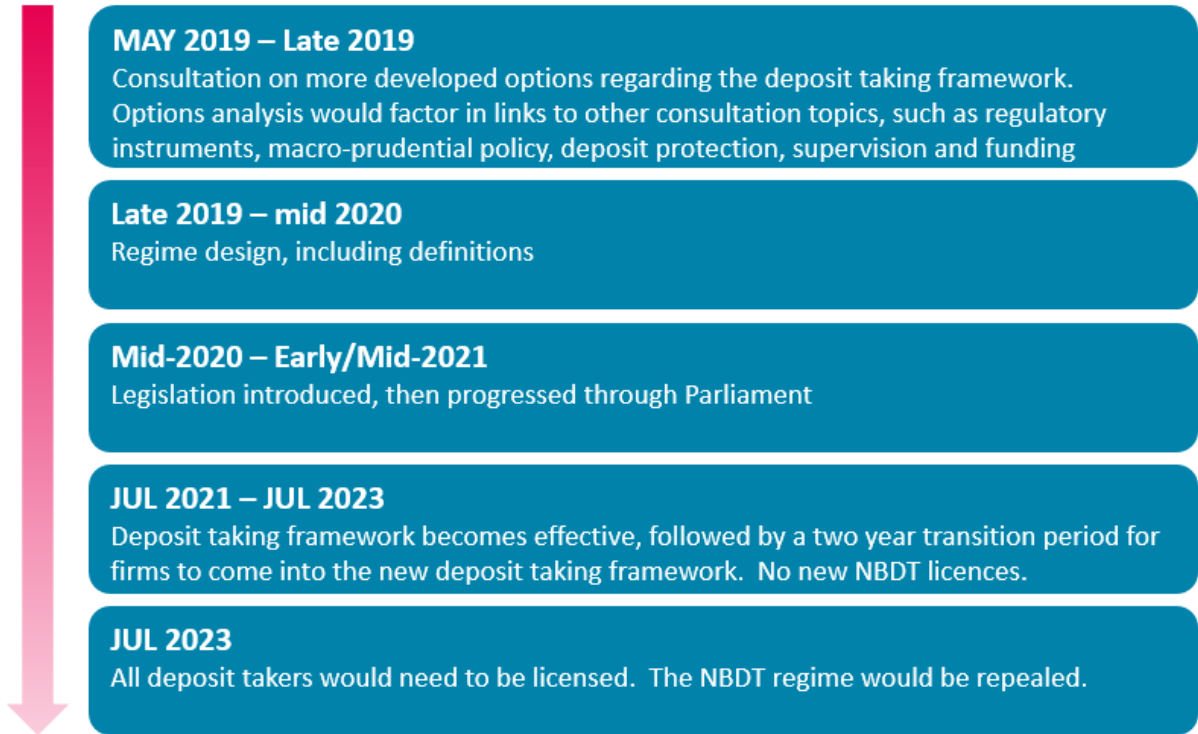 MAY 2019 – Late 2019
Consultation on more developed options regarding the deposit taking framework.
Options analysis would factor in links to other consultation topics, such as regulatory
instruments, macro-prudential policy, deposit protection, supervision and funding
Late 2019 – mid 2020
Regime design, including definitions
Mid-2020 – Early/Mid-2021
Legislation introduced, then progressed through Parliament
JUL 2021 – JUL 2023
Deposit taking framework becomes effective, followed by a two year transition period for
firms to come into the new deposit taking framework.  No new NBDT licences.
JUL 2023
All deposit takers would need to be licensed.  The NBDT regime would be repealed.